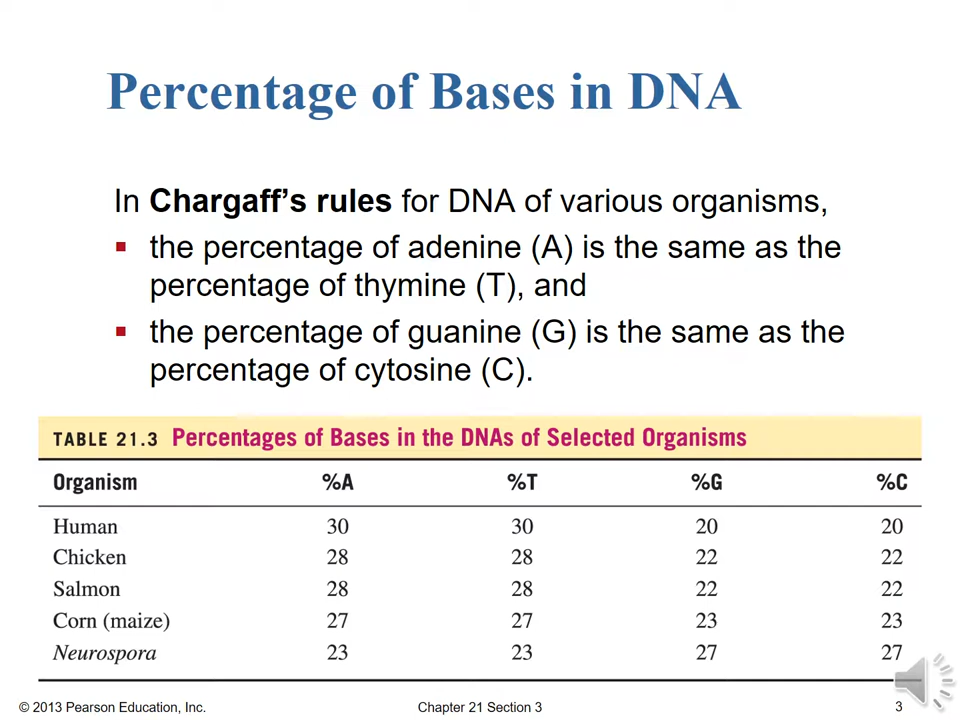 Percentage of Bases in DNA
In Chargaff’s rules for DNA of various organisms,
▪ the percentage of adenine (A) is the same as the
percentage of thymine (T), and
▪ the percentage of guanine (G) is the same as the
percentage of cytosine (C).
TABLE 21.3 Percentages of Bases in the DNAs of Selected Organisms
Organism %A %T %G %C
Human 30 30 20 20
Chicken 28 28 22 22
Salmon 28 28 22 22
Corn (maize) 27 27 23 23
Neurospora 23 23 27 27
© 2013 Pearson Education, Inc. Chapter 21 Section 3 3